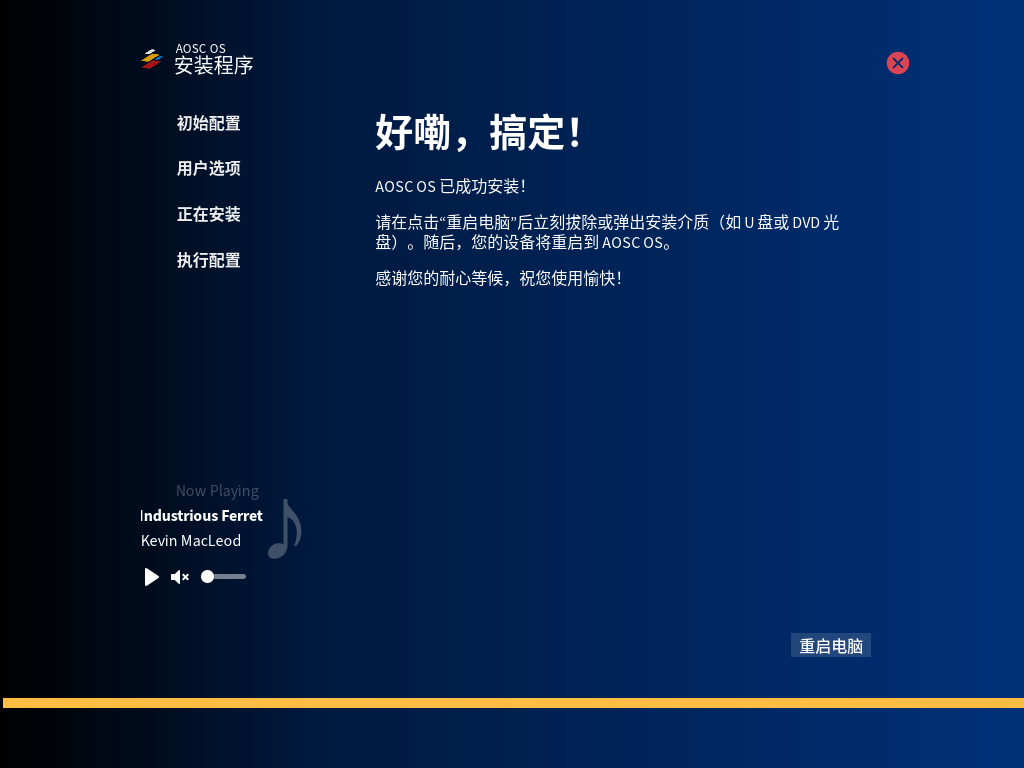 AOSC OS
安装程序
初始配置
用户选项
正在安装
执行配置
好嘞，搞定！
AOSC OS 已成功安装！
请在点击“重启电脑”后立刻拔除或弹出安装介质（如 U 盘或 DVD 光
盘）。随后，您的设备将重启到 AOSC OS。
感谢您的耐心等候，祝您使用愉快！
Now Playing
Industrious Ferret
Kevin MacLeod
重启电脑